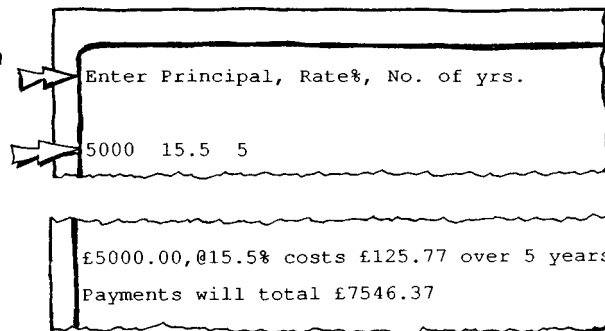 Enter Principal, Rate%, No. of yrs.
5000 15.5 5
£5000.00,@15.5% costs £125.77 over 5 years
Payments will total £7546.37